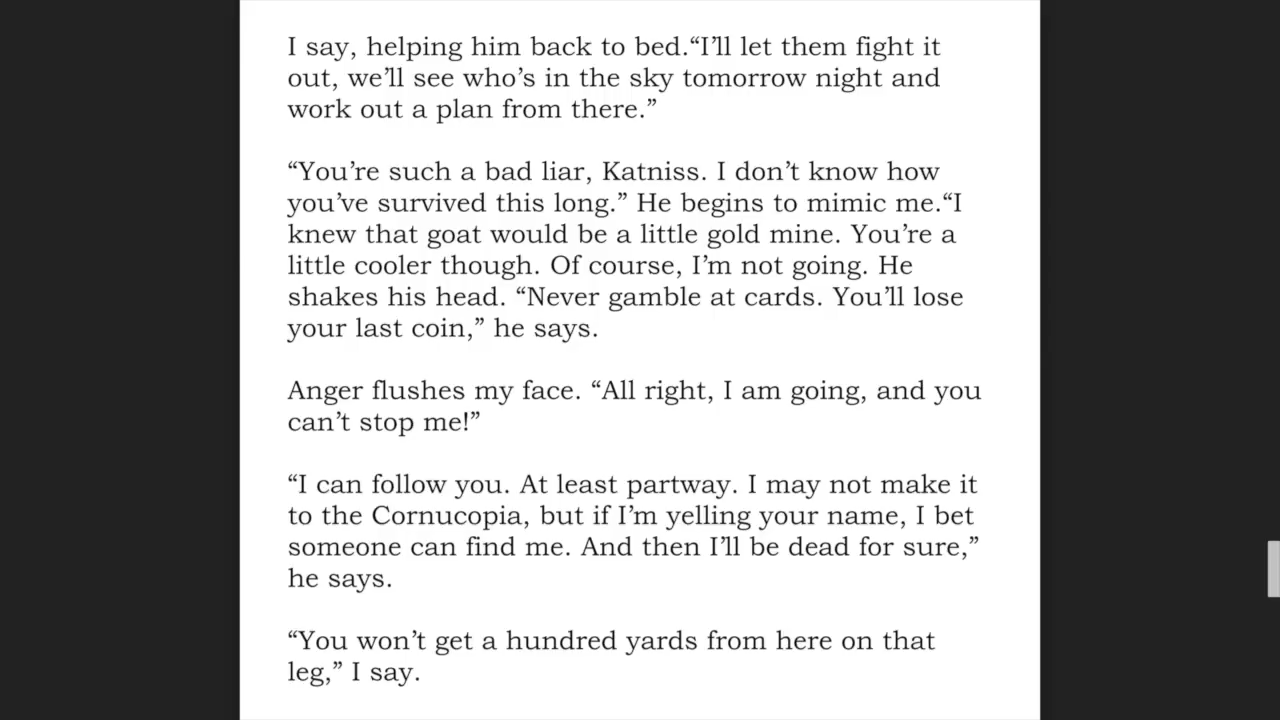 I say, helping him back to bed.“I’ll let them fight it
out, we’ll see who’s in the sky tomorrow night and
work out a plan from there.”
“You’re such a bad liar, Katniss. I don’t know how
you’ve survived this long.” He begins to mimic me.“I
knew that goat would be a little gold mine. You’re a
little cooler though. Of course, I’m not going. He
shakes his head. “Never gamble at cards. You’ll lose
your last coin,” he says.
Anger flushes my face. “All right, I am going, and you
can’t stop me!”
“I can follow you. At least partway. I may not make it
to the Cornucopia, but if I’m yelling your name, I bet
someone can find me. And then I’ll be dead for sure,”
he says.
“You won’t get a hundred yards from here on that
leg,” I say.